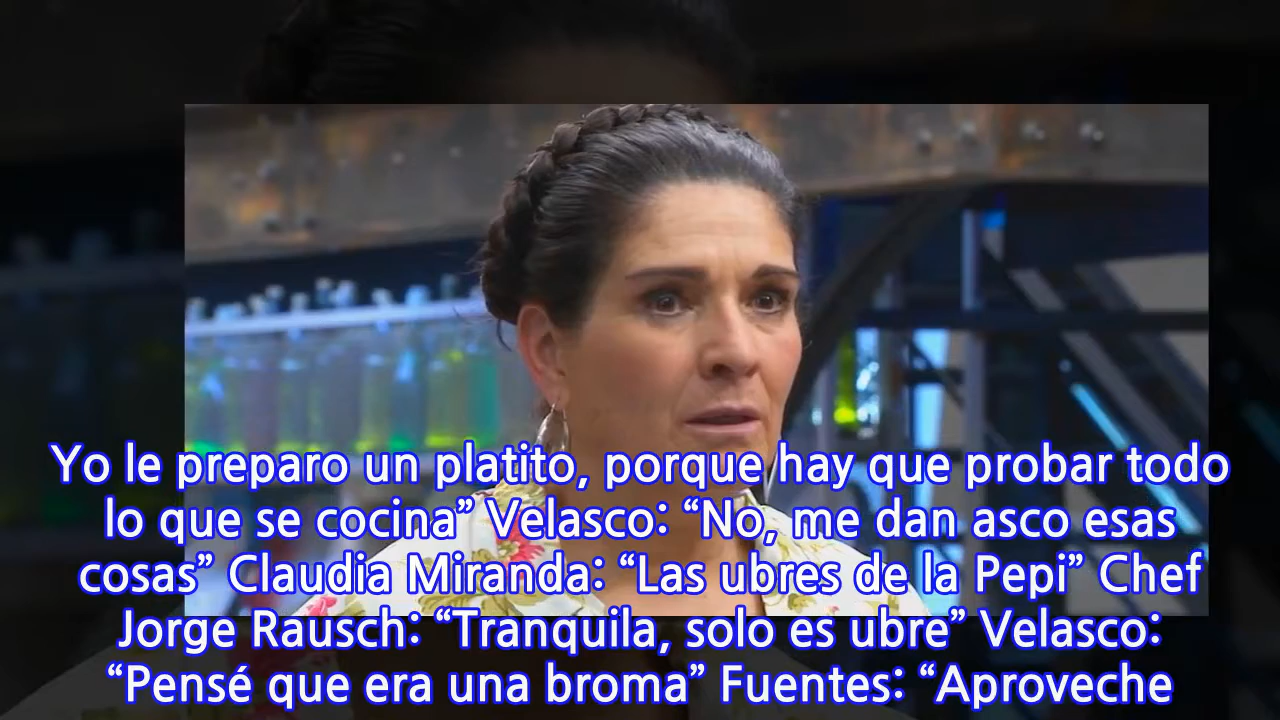 Yo le preparo un platito, porque hay que probar todo
lo que se cocina” Velasco: “No, me dan asco esas
cosas” Claudia Miranda: “Las ubres de la Pepi” Chef
Jorge Rausch: “Tranquila, solo es ubre” Velasco:
“Pensé que era una broma” Fuentes: “Aproveche